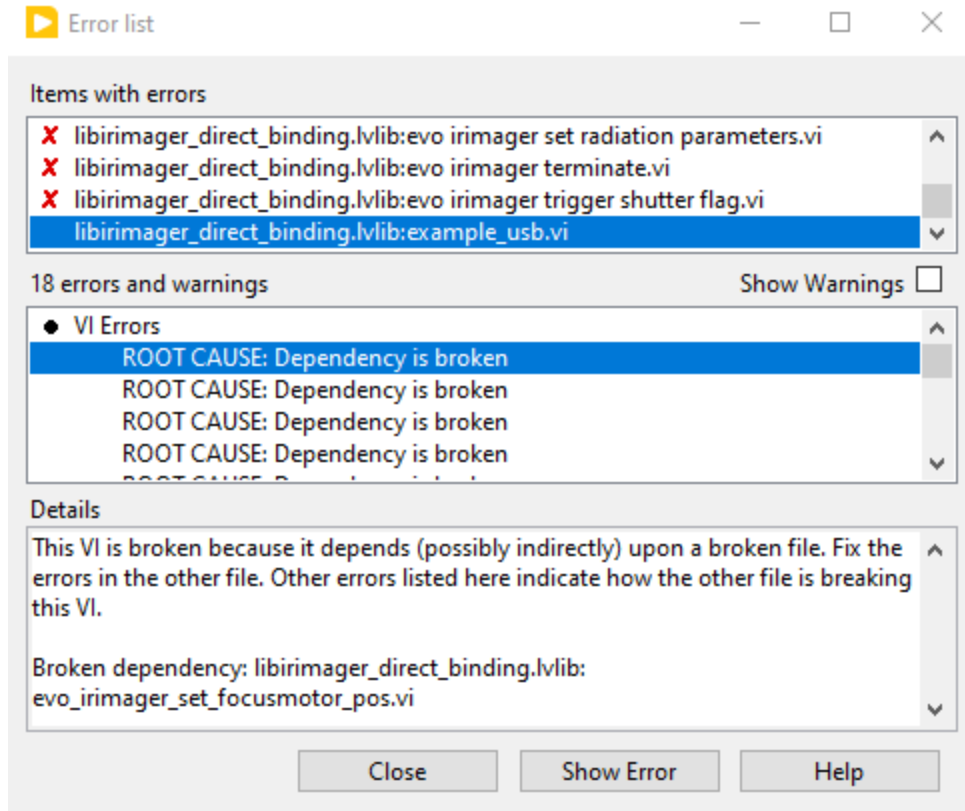 Error list
Items with errors
✗ libirimager_direct_binding.lvlib:evo irimager set radiation parameters.vi
✗ libirimager_direct_binding.lvlib:evo irimager terminate.vi
✗ libirimager_direct_binding.lvlib:evo irimager trigger shutter flag.vi
libirimager_direct_binding.lvlib:example_usb.vi
18 errors and warnings Show Warnings
● VI Errors
ROOT CAUSE: Dependency is broken
ROOT CAUSE: Dependency is broken
ROOT CAUSE: Dependency is broken
ROOT CAUSE: Dependency is broken
Details
This VI is broken because it depends (possibly indirectly) upon a broken file. Fix the
errors in the other file. Other errors listed here indicate how the other file is breaking
this VI.
Broken dependency: libirimager_direct_binding.lvlib:
evo_irimager_set_focusmotor_pos.vi
Close Show Error Help